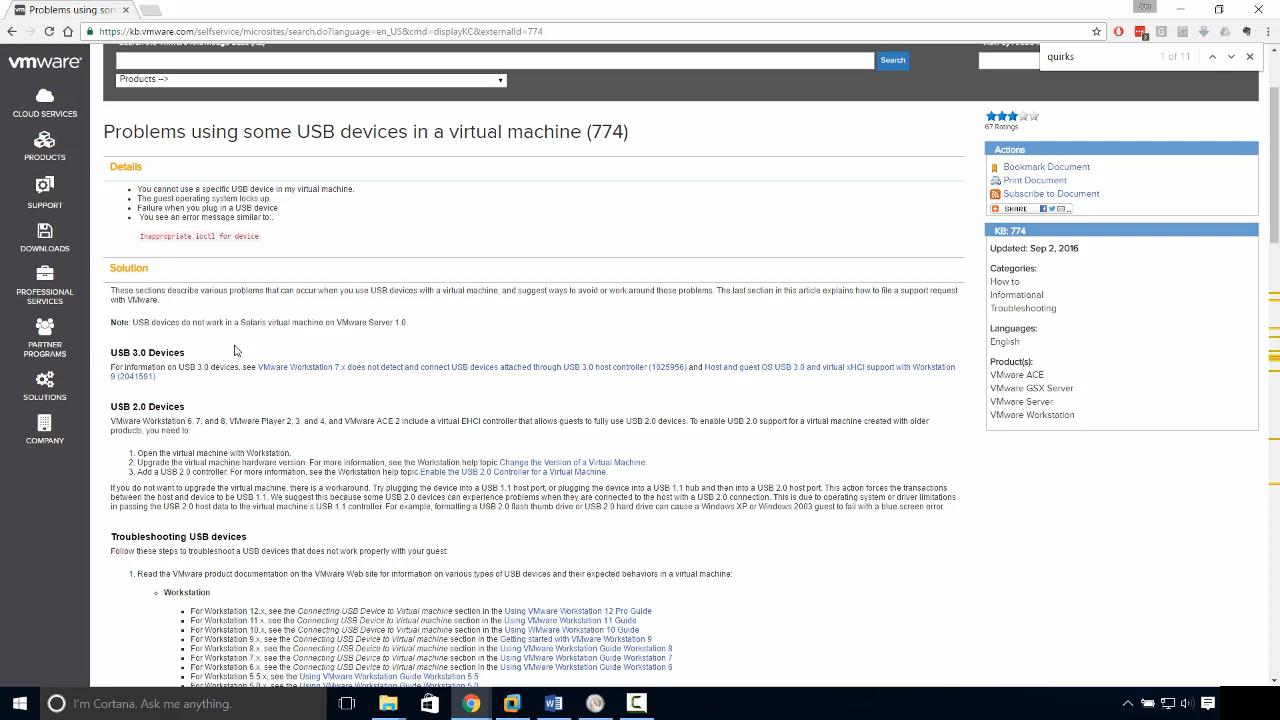 Problems using some USB
Jon
https://kb.vmware.com/selfservice/microsites/search.do?language=en_US&cmd=displayKC&externalId=774
quirks 1 of 11
vmware
Products -->
Search
CLOUD SERVICES
PRODUCTS
SUPPORT
DOWNLOADS
PROFESSIONAL
SERVICES
PARTNER
PROGRAMS
SOLUTIONS
COMPANY
Problems using some USB devices in a virtual machine (774)
Details
You cannot use a specific USB device in my virtual machine.
The guest operating system locks up.
Failure when you plug in a USB device
You see an error message similar to:.
Inappropriate ioctl for device
Solution
These sections describe various problems that can occur when you use USB devices with a virtual machine, and suggest ways to avoid or work around those problems. The last section in this article explains how to file a support request
with VMware.
Note: USB devices do not work in a Solaris virtual machine on VMware Server 1.0.
USB 3.0 Devices
For information on USB 3.0 devices, see VMware Workstation 7.x does not detect and connect USB devices attached through USB 3.0 host controller (1025956) and Host and guest OS USB 3.0 and virtual xHCI support with Workstation
9 (2041591)
USB 2.0 Devices
VMware Workstation 6, 7, and 8, VMware Player 2, 3, and 4, and VMware ACE 2 include a virtual EHCI controller that allows guests to fully use USB 2.0 devices. To enable USB 2.0 support for a virtual machine created with older
products, you need to:
1. Open the virtual machine with Workstation.
2. Upgrade the virtual machine hardware version. For more information, see the Workstation help topic Change the Version of a Virtual Machine.
3. Add a USB 2.0 controller. For more information, see the Workstation help topic Enable the USB 2.0 Controller for a Virtual Machine.
If you do not want to upgrade the virtual machine, there is a workaround. Try plugging the device into a USB 1.1 host port, or plugging the device into a USB 1.1 hub and then into a USB 2.0 host port. This action forces the transactions
between the host and device to be USB 1.1. We suggest this because some USB 2.0 devices can experience problems when they are connected to the host with a USB 2.0 connection. This is due to operating system or driver limitations
in passing the USB 2.0 host data to the virtual machine's USB 1.1 controller. For example, formatting a USB 2.0 flash thumb drive or USB 2.0 hard drive can cause a Windows XP or Windows 2003 guest to fail with a blue screen error.
Troubleshooting USB devices
Follow these steps to troubleshoot a USB devices that does not work properly with your guest:
1. Read the VMware product documentation on the VMware Web site for information on various types of USB devices and their expected behaviors in a virtual machine:
Workstation
For Workstation 12.x, see the Connecting USB Device to Virtual machine section in the Using VMware Workstation 12 Pro Guide
For Workstation 11.x, see the Connecting USB Device to Virtual machine section in the Using VMware Workstation 11 Guide
For Workstation 10.x, see the Connecting USB Device to Virtual machine section in the Using WMware Workstation 10 Guide
For Workstation 9.x, see the Connecting USB Device to Virtual machine section in the Getting started with VMware Workstation 9
For Workstation 8.x, see the Connecting USB Device to Virtual machine section in the Using VMware Workstation Guide Workstation 8
For Workstation 7.x, see the Connecting USB Device to Virtual machine section in the Using VMware Workstation Guide Workstation 7
For Workstation 6.x, see the Connecting USB Device to Virtual machine section in the Using VMware Workstation Guide Workstation 6
For Workstation 5.5.x, see the Using VMware Workstation Guide Workstation 5.5
67 Ratings
Actions
Bookmark Document
Print Document
Subscribe to Document
SHARE
KB: 774
Updated: Sep 2, 2016
Categories:
How to
Informational
Troubleshooting
Languages:
English
Product(s):
VMware ACE
VMware GSX Server
VMware Server
VMware Workstation
I'm Cortana. Ask me anything.